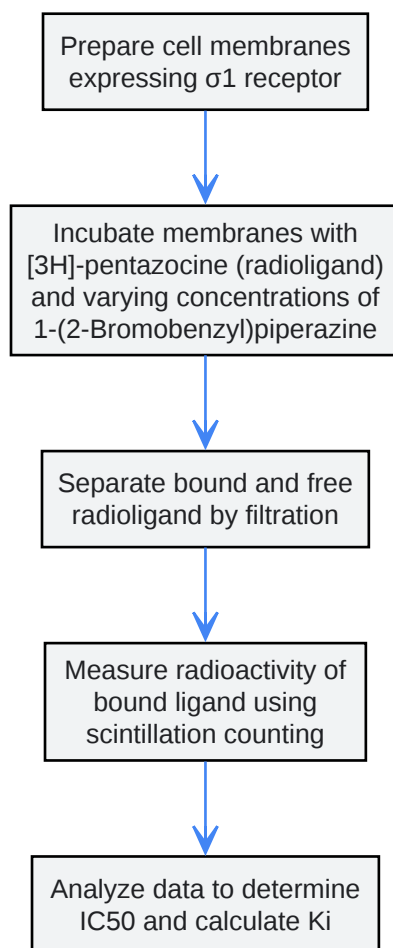 Prepare cell membranes
expressing σ1 receptor
Incubate membranes with
[3H]-pentazocine (radioligand)
and varying concentrations of
1-(2-Bromobenzyl)piperazine
Separate bound and free
radioligand by filtration
Measure radioactivity of
bound ligand using
scintillation counting
Analyze data to determine
IC50 and calculate Ki